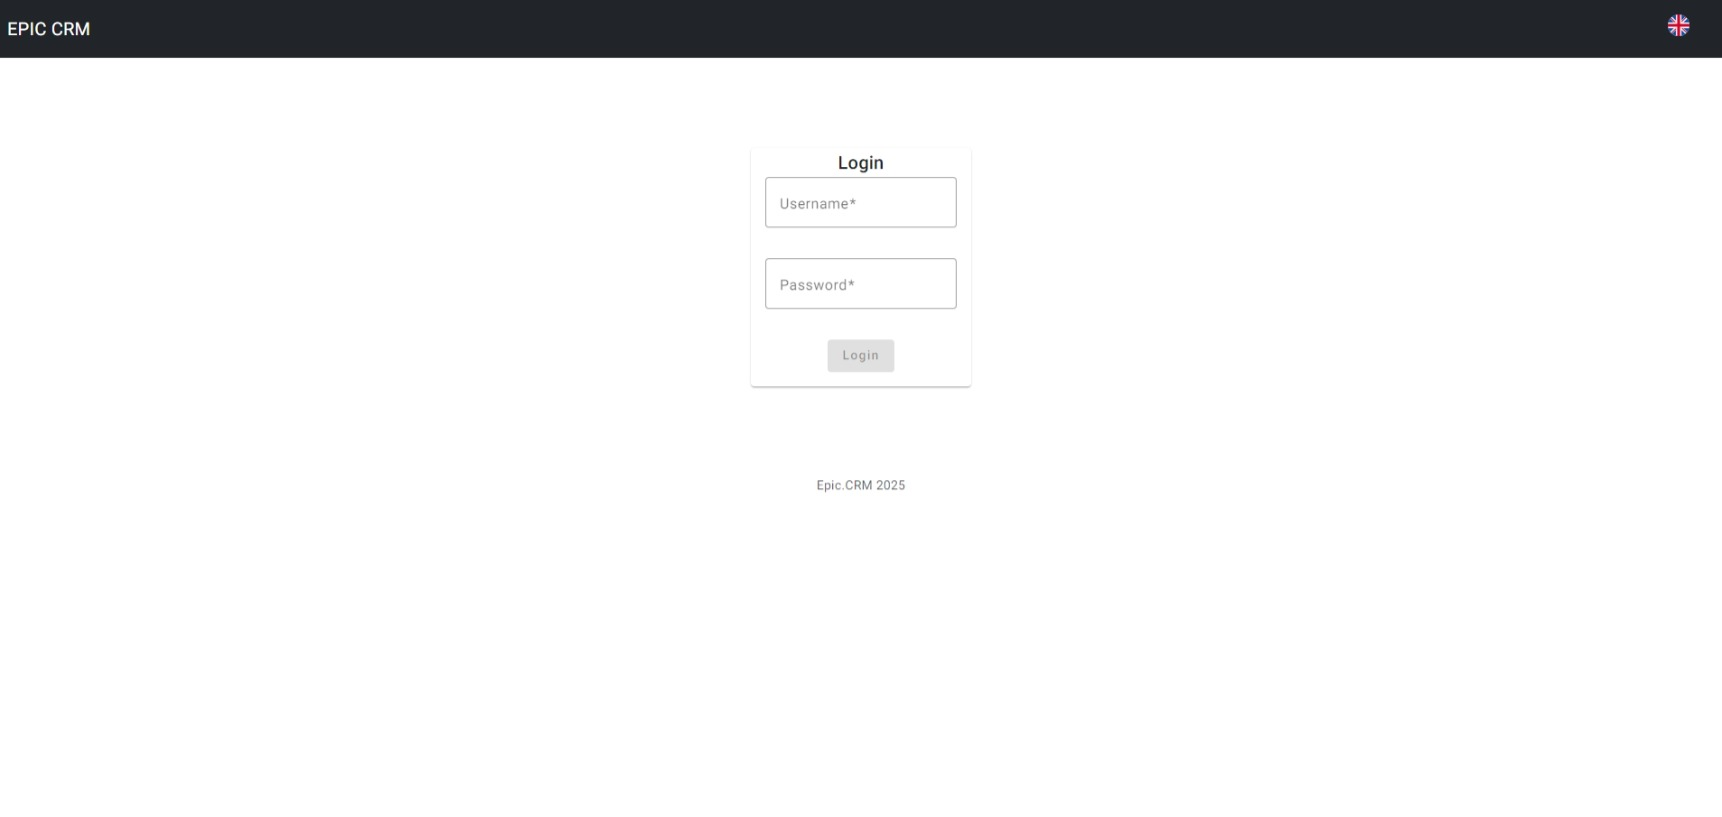 EPIC CRM
Login
Username*
Password*
Login
Epic.CRM 2025